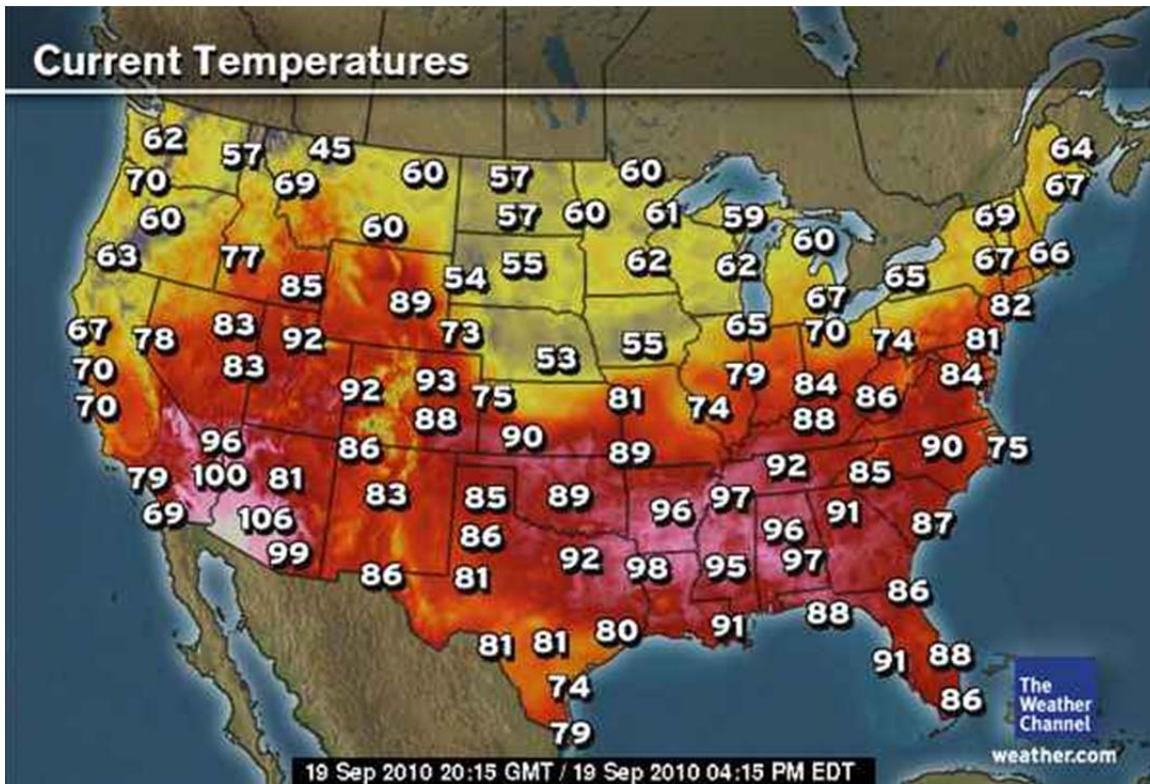 Current Temperatures
62 57 45 60 57 60 64
70 69 67
60 60 57 60 61 59 69
63 77 54 55 62 62 60 65 67 66
85 89 67 82
67 78 83 92 73 53 55 65 70 74 81
70 83 92 93 75 81 79 84 86 84
70 88 74 88
96 86 90 89 90 75
79 100 81 83 85 89 92 85
69 106 86 96 97 96 91 87
99 86 81 92 98 95 97 86
81 81 80 91 88
74 91 88
79 86
The
Weather
Channel
weather.com
19 Sep 2010 20:15 GMT / 19 Sep 2010 04:15 PM EDT